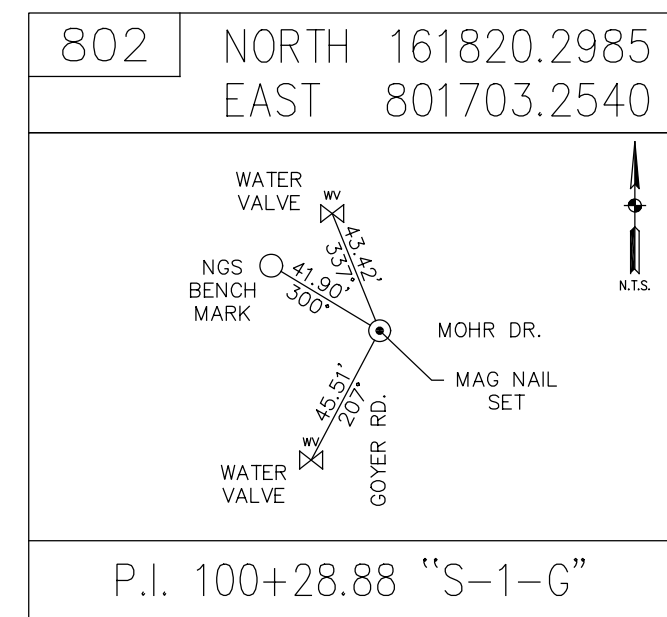 802
NORTH 161820.2985
EAST 801703.2540
WATER
VALVE
WV
43.42'
337°
NGS
BENCH
MARK
41.90'
300°
N.T.S.
MOHR DR.
MAG NAIL
SET
45.51'
207°
GOYER RD.
WV
WATER
VALVE
P.I. 100+28.88 "S-1-G"